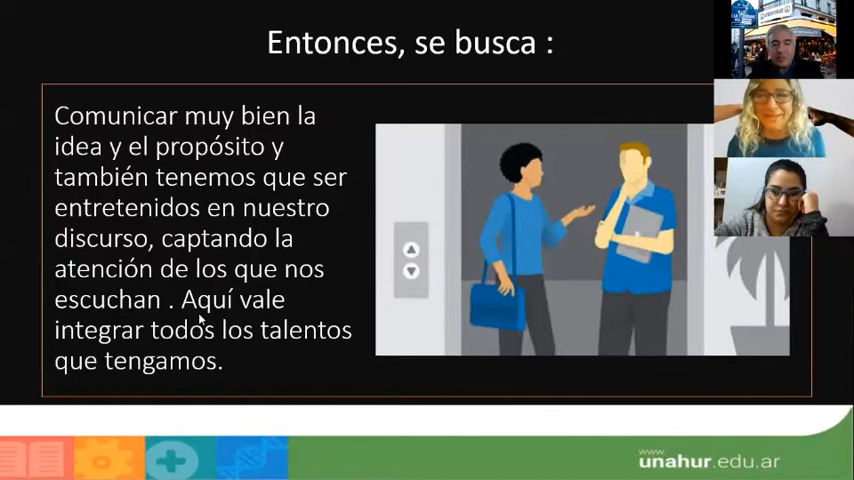 Entonces, se busca :
Comunicar muy bien la
idea y el propósito y
también tenemos que ser
entretenidos en nuestro
discurso, captando la
atención de los que nos
escuchan . Aquí vale
integrar todos los talentos
que tengamos.
www.
unahur.edu.ar